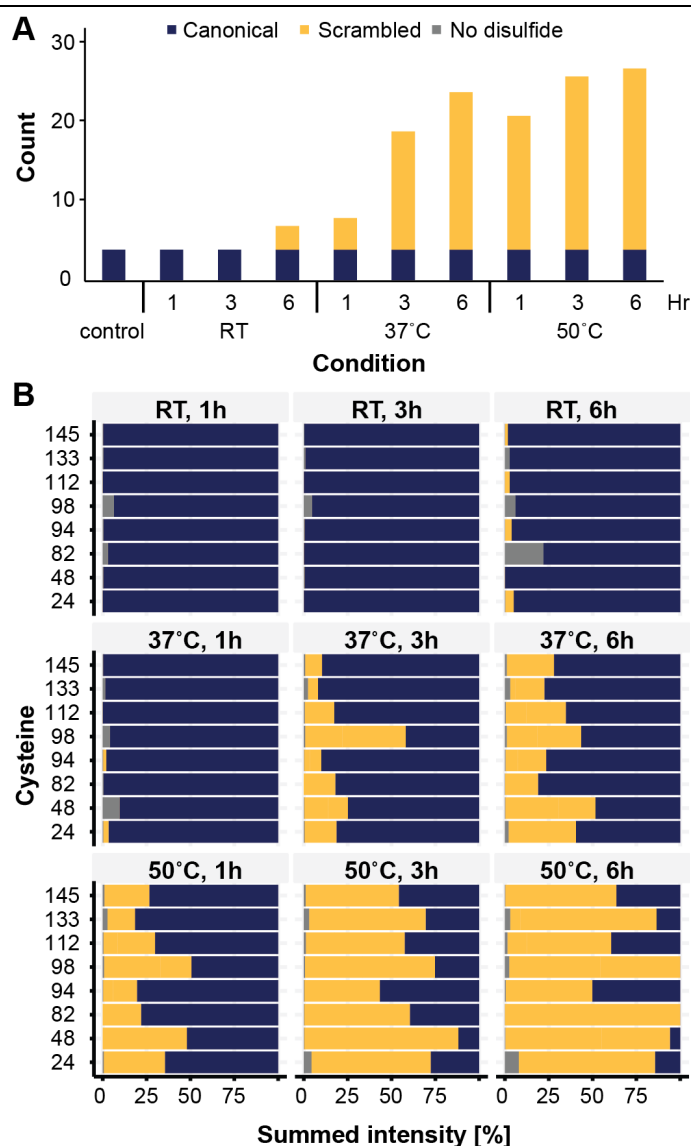 A
Canonical Scrambled No disulfide
30
20
10
0
Count
1 3 6 1 3 6 1 3 6 Hr
control RT 37°C 50°C
Condition
B
RT, 1h RT, 3h RT, 6h
145
133
112
98
94
82
48
24
37°C, 1h 37°C, 3h 37°C, 6h
145
133
112
98
94
82
48
24
Cysteine
50°C, 1h 50°C, 3h 50°C, 6h
145
133
112
98
94
82
48
24
0 25 75 0 25 75 0 25 75
Summed intensity [%]